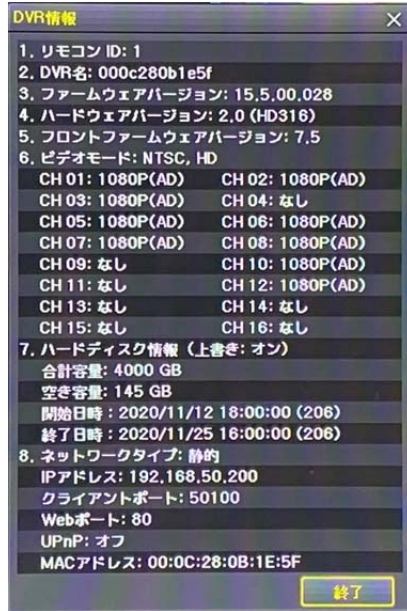 DVR情報
1. リモコン ID: 1
2. DVR名: 000c280b1e5f
3. ファームウェアバージョン: 15.5.00.028
4. ハードウェアバージョン: 2.0 (HD316)
5. フロントファームウェアバージョン: 7.5
6. ビデオモード: NTSC, HD
CH 01: 1080P(AD) CH 02: 1080P(AD)
CH 03: 1080P(AD) CH 04: なし
CH 05: 1080P(AD) CH 06: 1080P(AD)
CH 07: 1080P(AD) CH 08: 1080P(AD)
CH 09: なし CH 10: 1080P(AD)
CH 11: なし CH 12: 1080P(AD)
CH 13: なし CH 14: なし
CH 15: なし CH 16: なし
7. ハードディスク情報（上書き: オン）
合計容量: 4000 GB
空き容量: 145 GB
開始日時：2020/11/12 18:00:00 (206)
終了日時：2020/11/25 16:00:00 (206)
8. ネットワークタイプ: 静的
IPアドレス: 192.168.50.200
クライアントポート: 50100
Webポート: 80
UPnP: オフ
MACアドレス: 00:0C:28:0B:1E:5F
終了